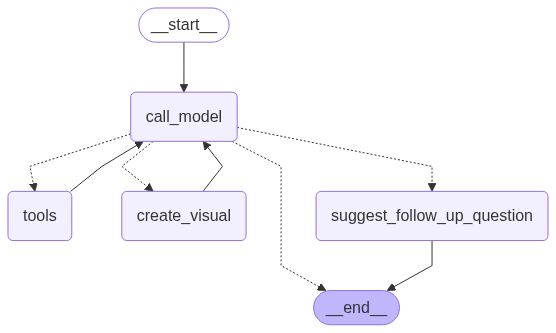 __start__
call_model
tools
create_visual
suggest_follow_up_question
__end__